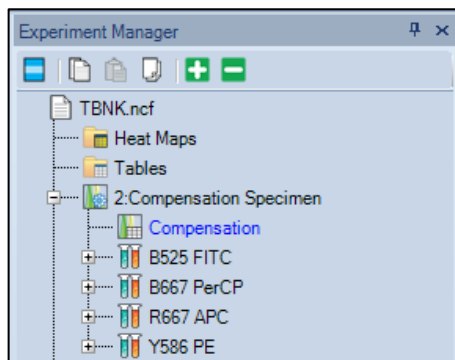 Experiment Manager
TBNK.ncf
Heat Maps
Tables
2:Compensation Specimen
Compensation
B525 FITC
B667 PerCP
R667 APC
Y586 PE